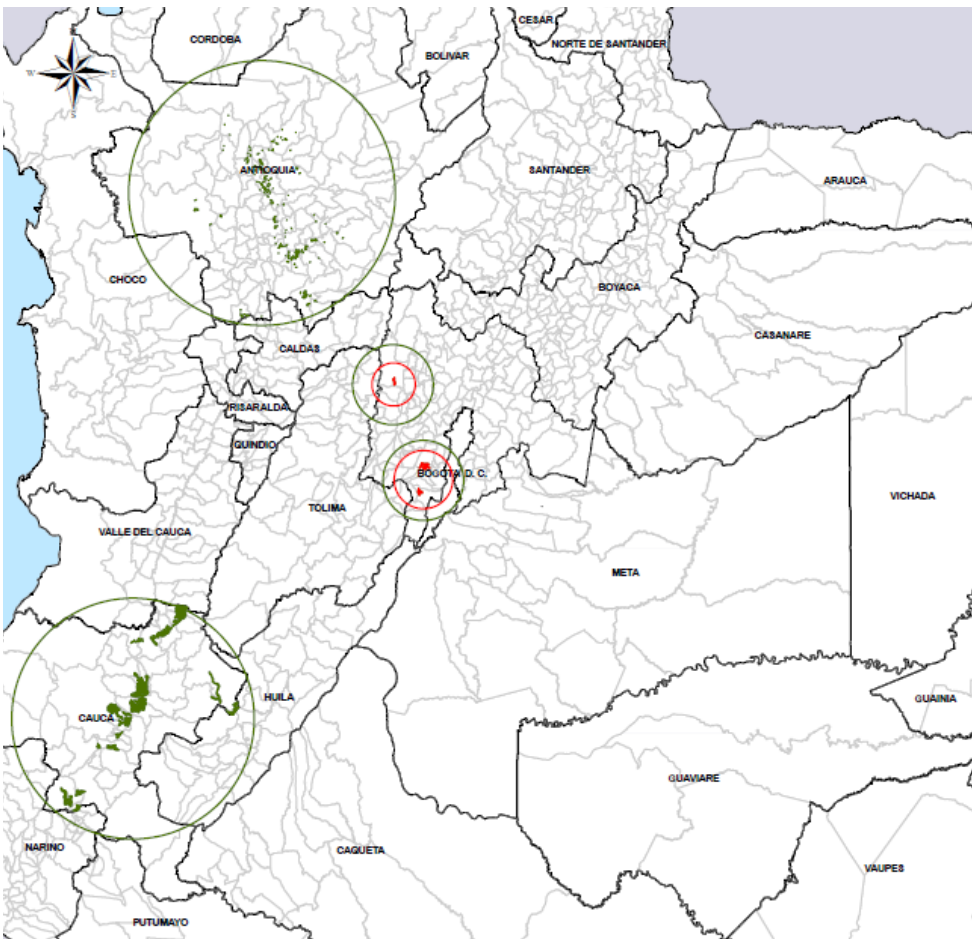 CESAR
CORDOBA
NORTE DE SANTANDER
BOLIVAR
W
E
S
ANTIOQUIA
SANTANDER
ARAUCA
CHOCO
BOYACA
CASANARE
CALDAS
RISARALDA
QUINDIO
BOGOTA D. C.
VICHADA
TOLIMA
VALLE DEL CAUCA
META
HUILA
GUAINIA
CAUCA
GUAVIARE
NARINO
CAQUETA
VAUPES
PUTUMAYO